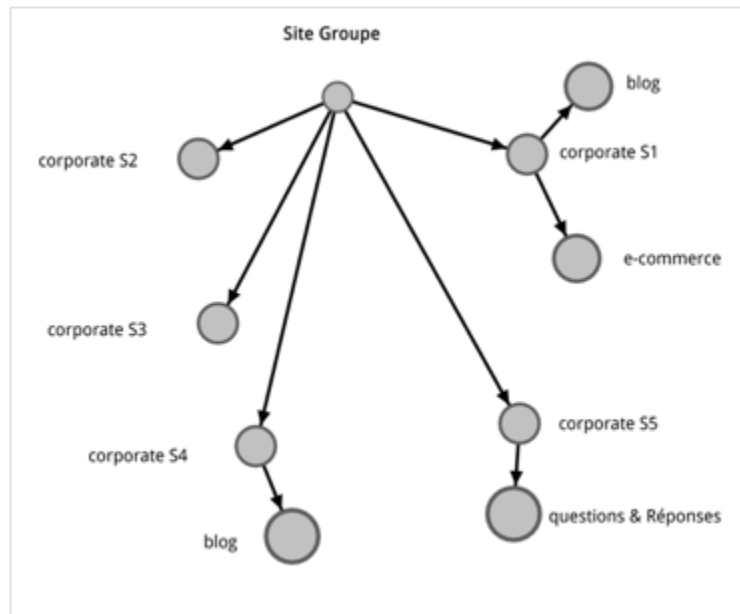 Site Groupe
blog
corporate S1
corporate S2
e-commerce
corporate S3
corporate S5
corporate S4
questions & Réponses
blog